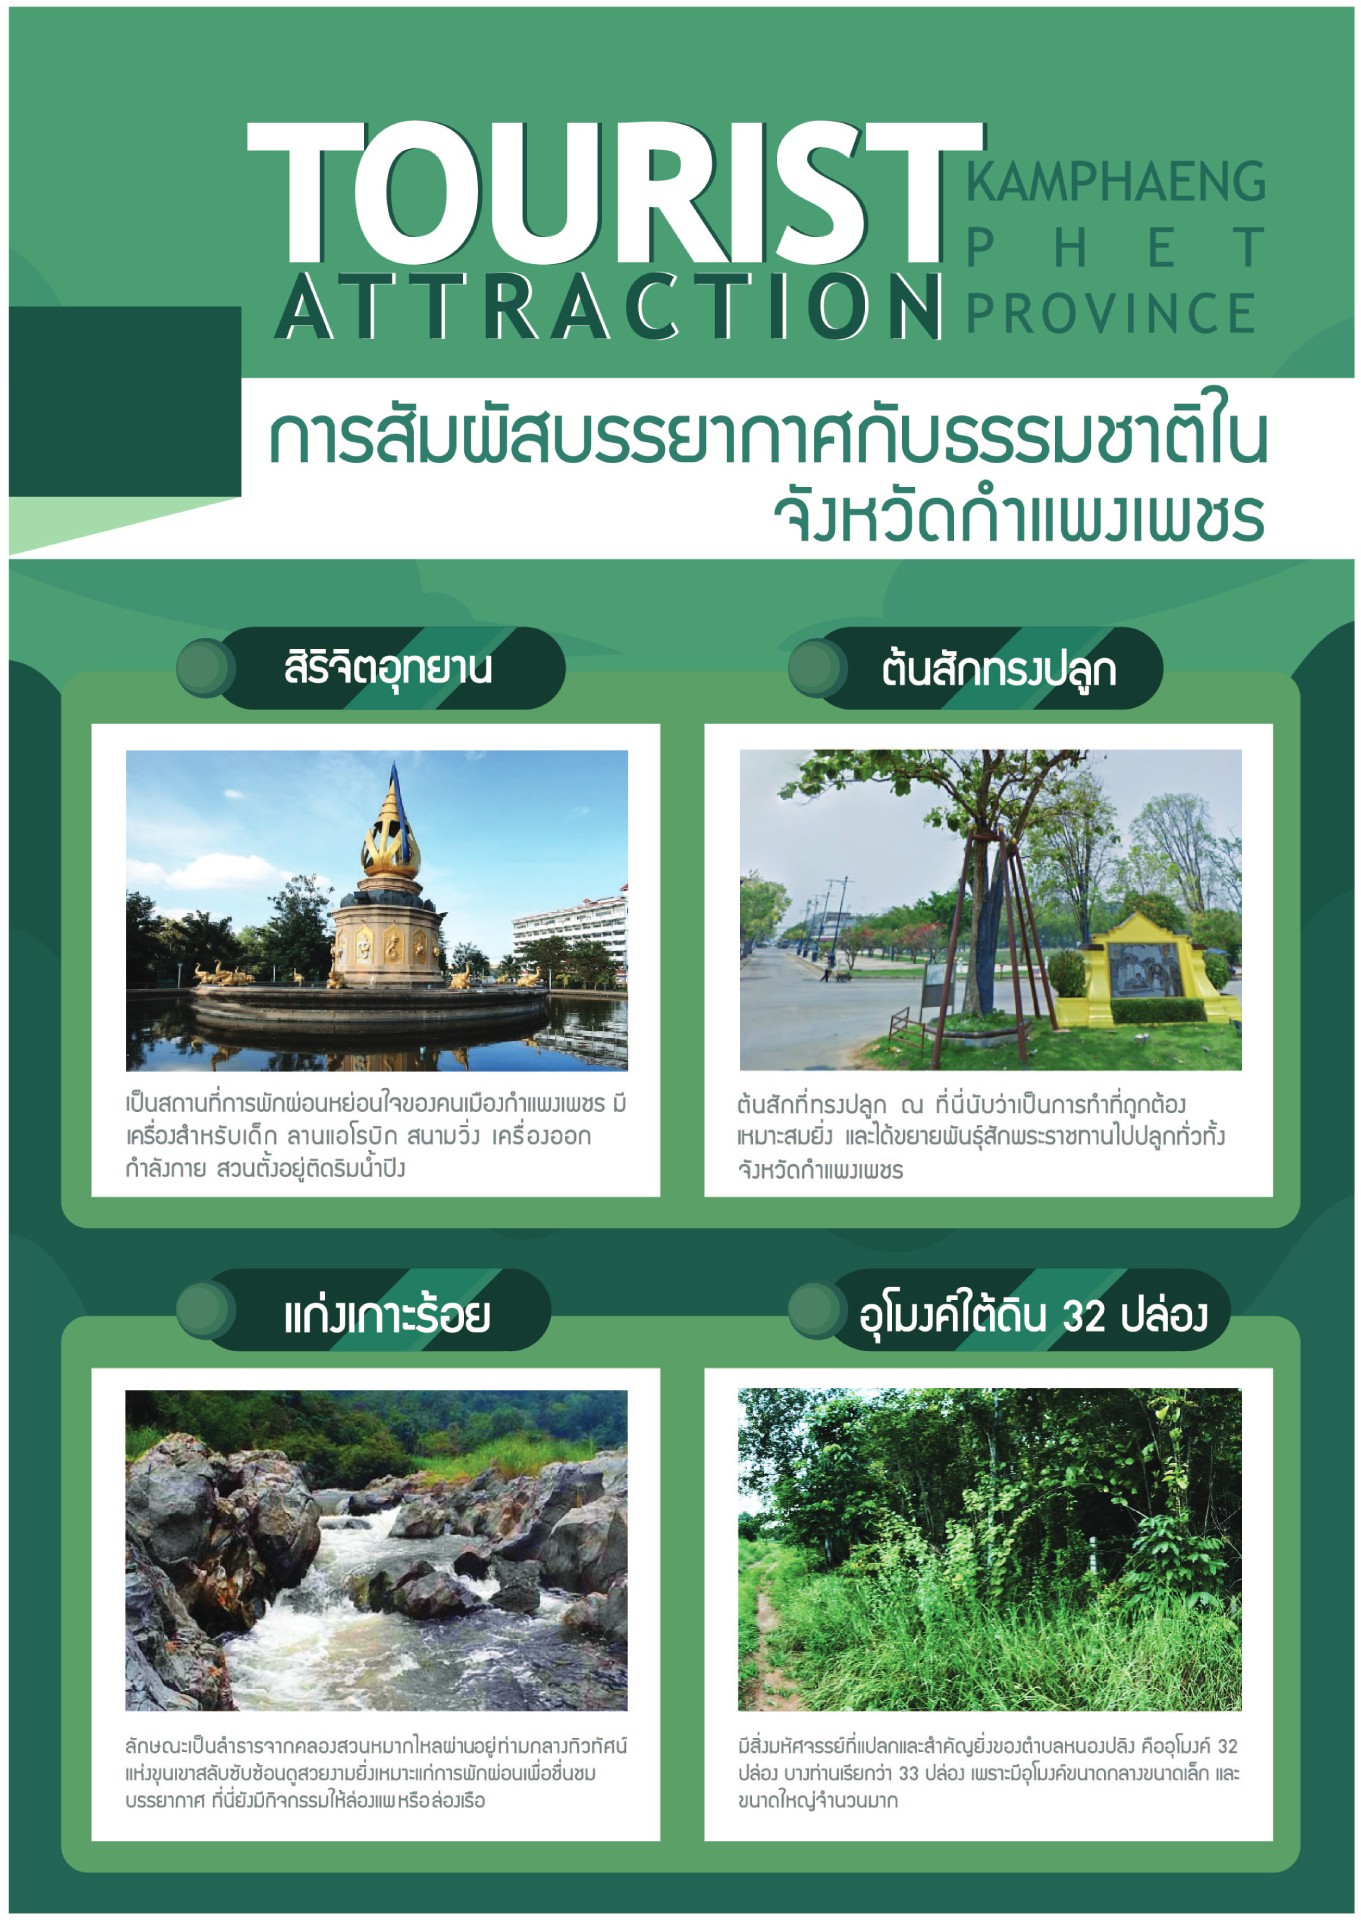 TOURIST
ATTRACTION
KAMPHAENG
PHET
PROVINCE
การสัมผัสบรรยากาศกับธรรมชาติใน
จังหวัดกำแพงเพชร
สิริจิตอุทยาน
เป็นสถานที่การพักผ่อนหย่อนใจของคนเมืองกำแพงเพชร มี
เครื่องสำหรับเด็ก ลานแอโรบิก สนามวิ่ง เครื่องออก
กำลังกาย สวนตั้งอยู่ติดริมน้ำปิง
ต้นสักทรงปลูก
ต้นสักที่ทรงปลูก ณ ที่นี่นับว่าเป็นการทำที่ถูกต้อง
เหมาะสมยิ่ง และได้ขยายพันธุ์สักพระราชทานไปปลูกทั่วทั้ง
จังหวัดกำแพงเพชร
แก่งเกาะร้อย
ลักษณะเป็นลำธารจากคลองสวนหมากไหลผ่านอยู่ท่ามกลางทิวทัศน์
แห่งขุนเขาสลับซับซ้อนดูสวยงามยิ่งเหมาะแก่การพักผ่อนเพื่อชื่นชม
บรรยากาศ ที่นี่ยังมีกิจกรรมให้ล่องแพหรือล่องเรือ
อุโมงค์ใต้ดิน 32 ปล่อง
มีสิ่งมหัศจรรย์ที่แปลกและสำคัญยิ่งของตำบลหนองปลิง คืออุโมงค์ 32
ปล่อง บางท่านเรียกว่า 33 ปล่อง เพราะมีอุโมงค์ขนาดกลางขนาดเล็ก และ
ขนาดใหญ่จำนวนมาก